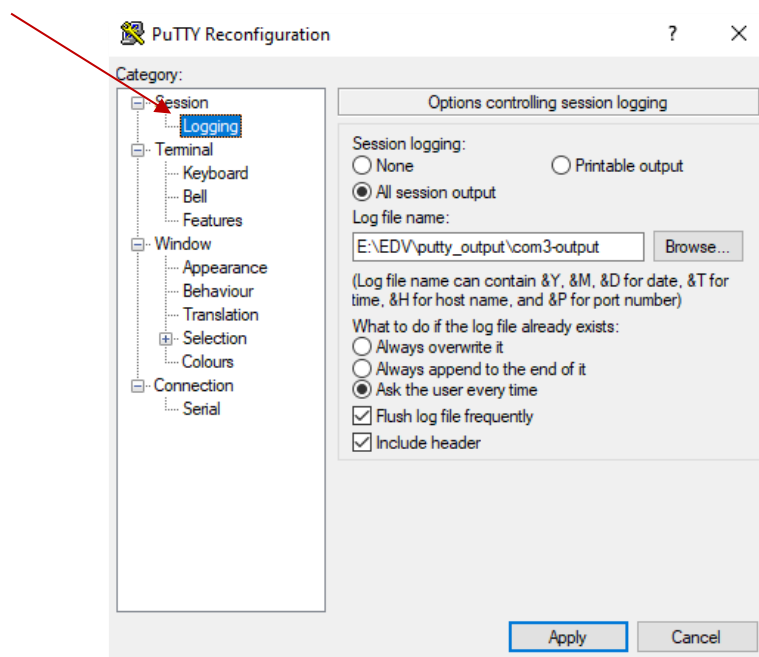 PuTTY Reconfiguration
?
Category:
Session
Logging
Terminal
Keyboard
Bell
Features
Window
Appearance
Behaviour
Translation
Selection
Colours
Connection
Serial
Options controlling session logging
Session logging:
None Printable output
All session output
Log file name:
E:\EDV\putty_output\com3-output Browse...
(Log file name can contain &Y, &M, &D for date, &T for
time, &H for host name, and &P for port number)
What to do if the log file already exists:
Always overwrite it
Always append to the end of it
Ask the user every time
Flush log file frequently
Include header
Apply Cancel